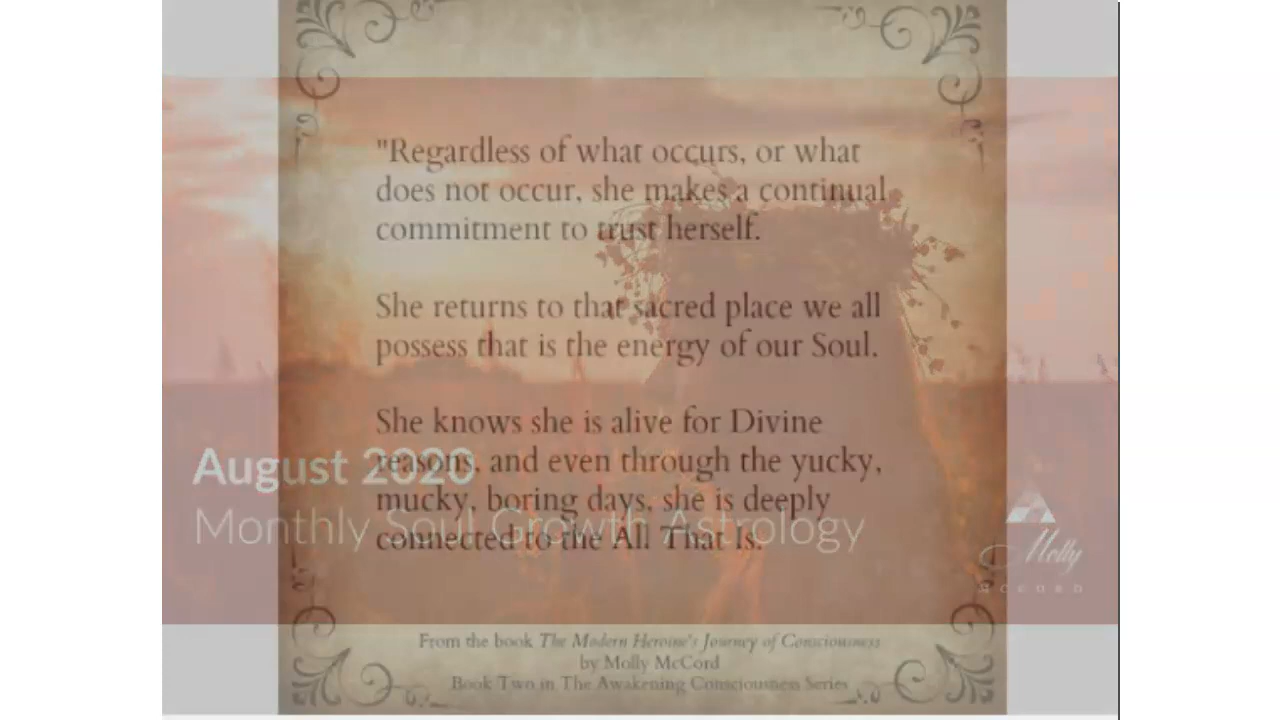 "Regardless of what occurs, or what
does not occur, she makes a continual
commitment to trust herself.
She returns to that sacred place we all
possess that is the energy of our Soul.
She knows she is alive for Divine
reasons, and even through the yucky,
mucky, boring days, she is deeply
connected to the All That Is.
August 2020
Monthly Soul Growth Astrology
Molly
MCCORD
From the book The Modern Heroine's Journey of Consciousness
by Molly McCord
Book Two in The Awakening Consciousness Series